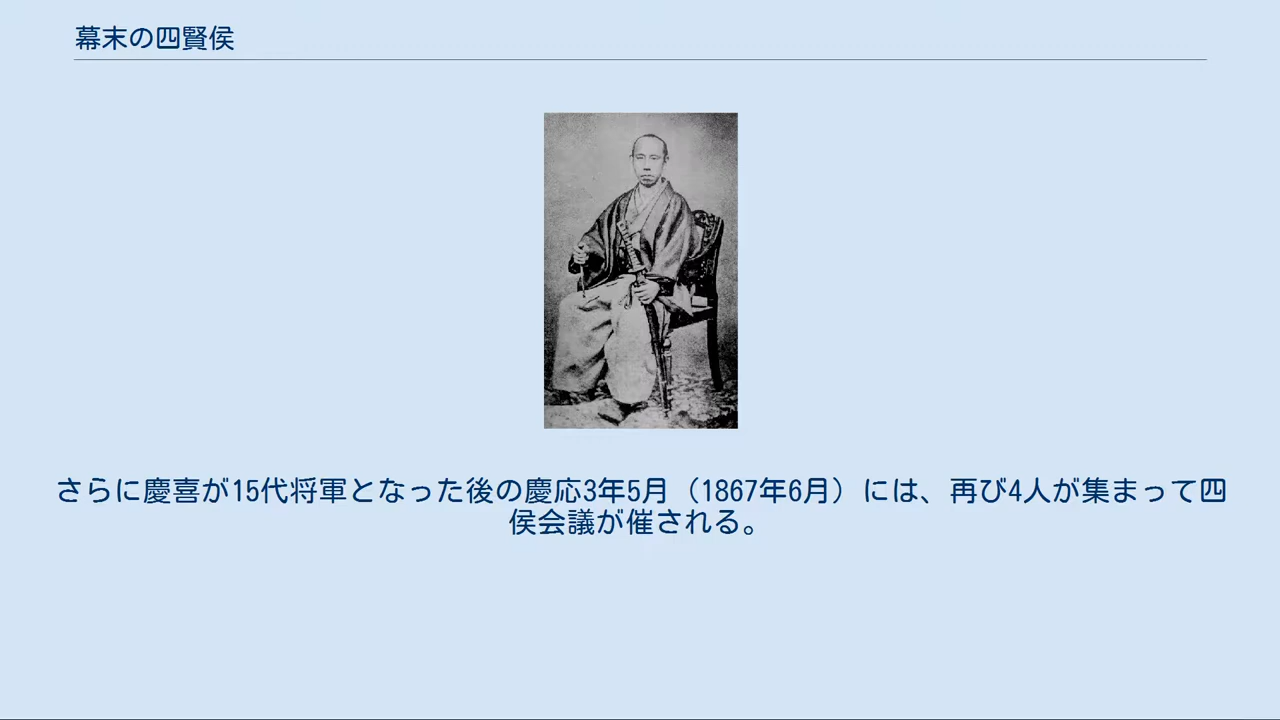 幕末の四賢侯
さらに慶喜が15代将軍となった後の慶応3年5月（1867年6月）には、再び4人が集まって四
侯会議が催される。